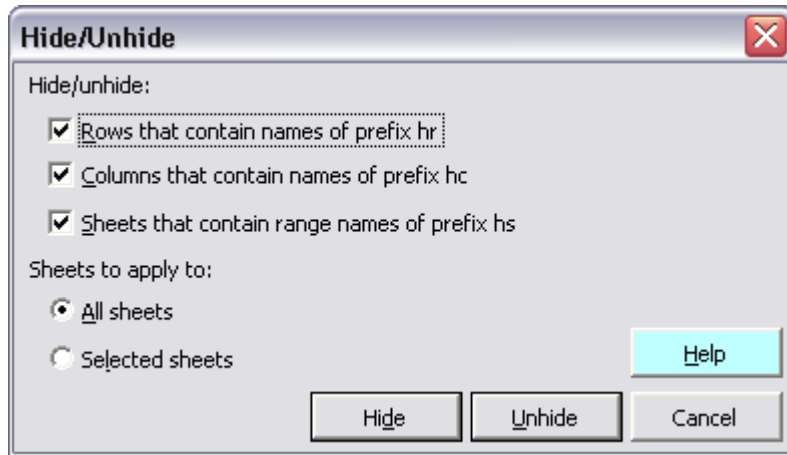 Hide/Unhide
Hide/unhide:
Rows that contain names of prefix hr
Columns that contain names of prefix hc
Sheets that contain range names of prefix hs
Sheets to apply to:
All sheets
Selected sheets
Help
Hide
Unhide
Cancel